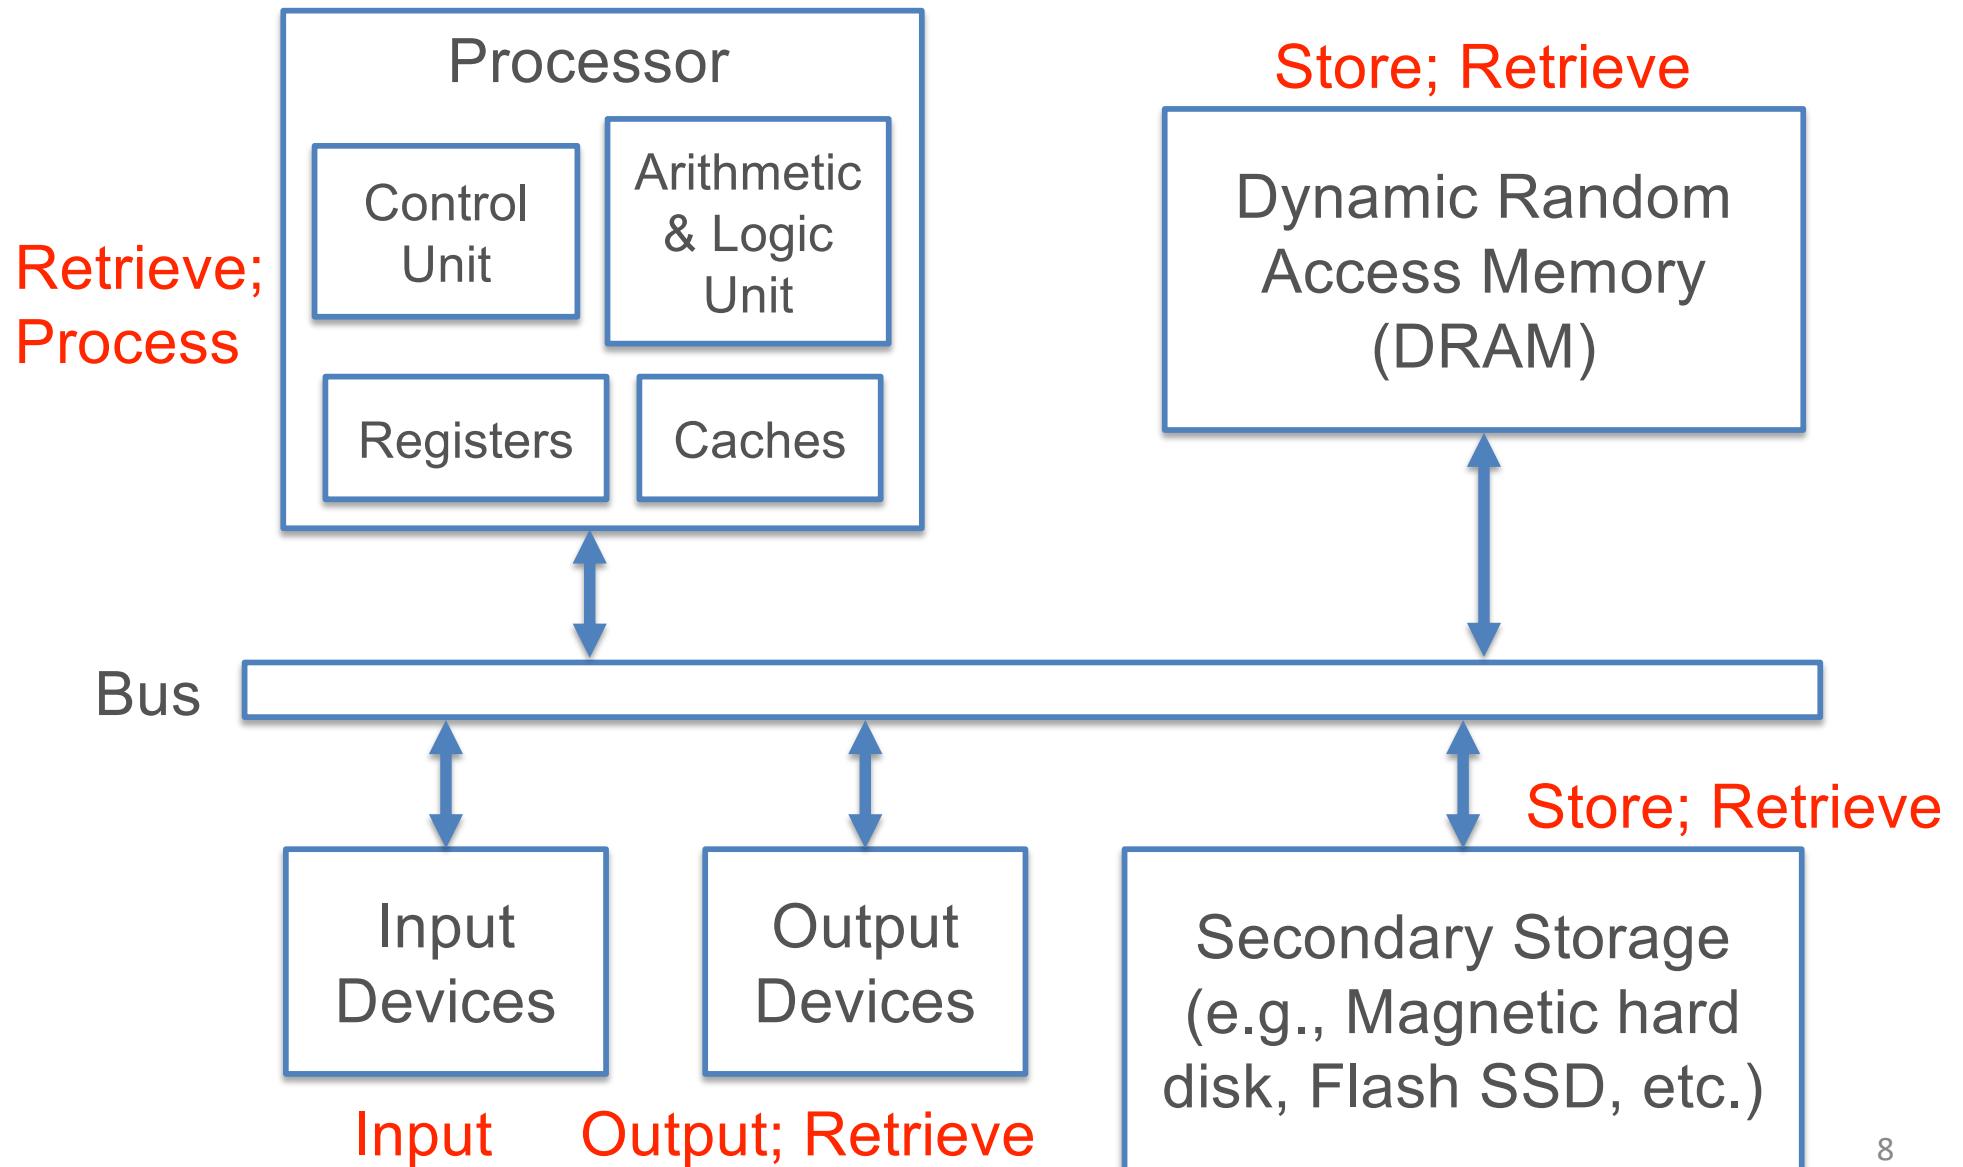 Processor
Control
Unit
Arithmetic
& Logic
Unit
Registers
Caches
Retrieve;
Process
Store; Retrieve
Dynamic Random
Access Memory
(DRAM)
Bus
Input
Devices
Input
Output
Devices
Output; Retrieve
Store; Retrieve
Secondary Storage
(e.g., Magnetic hard
disk, Flash SSD, etc.)
8